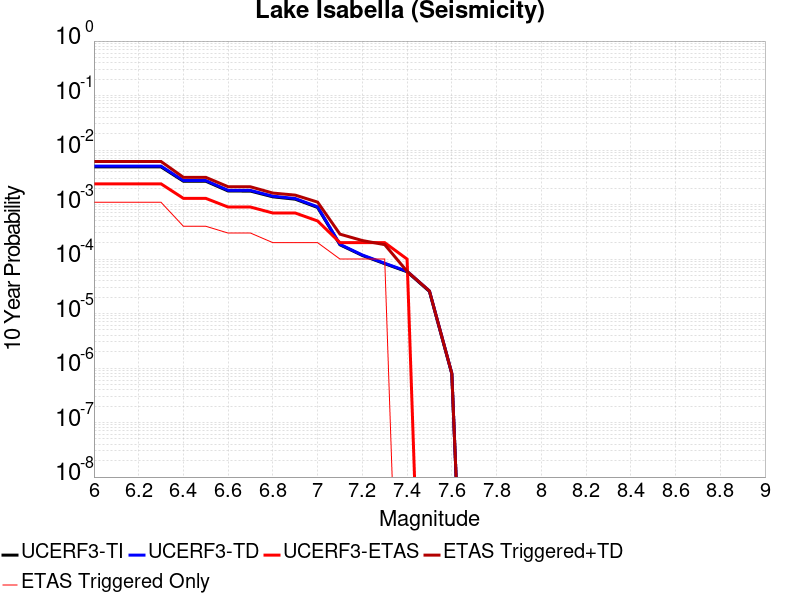 Lake Isabella (Seismicity)
10 0
10 -1
10 -2
10 -3
10 -4
10 -5
10 -6
10 -7
10 -8
10 Year Probability
6 6.2 6.4 6.6 6.8 7 7.2 7.4 7.6 7.8 8 8.2 8.4 8.6 8.8 9
Magnitude
UCERF3-TI UCERF3-TD UCERF3-ETAS ETAS Triggered+TD
ETAS Triggered Only